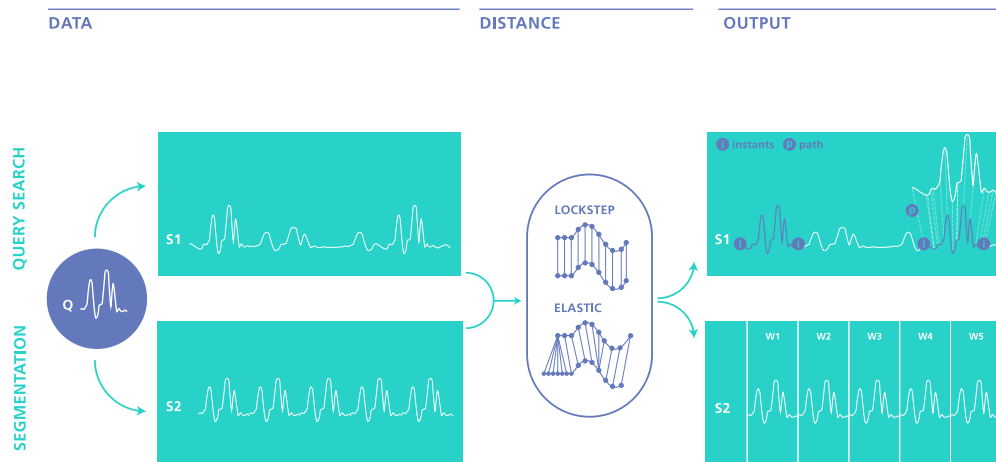 DATA
DISTANCE
OUTPUT
QUERY SEARCH
SEGMENTATION
Q
S1
S2
LOCKSTEP
ELASTIC
i instants p path
p
S1
i
i
i
i
W1 W2 W3 W4 W5
S2